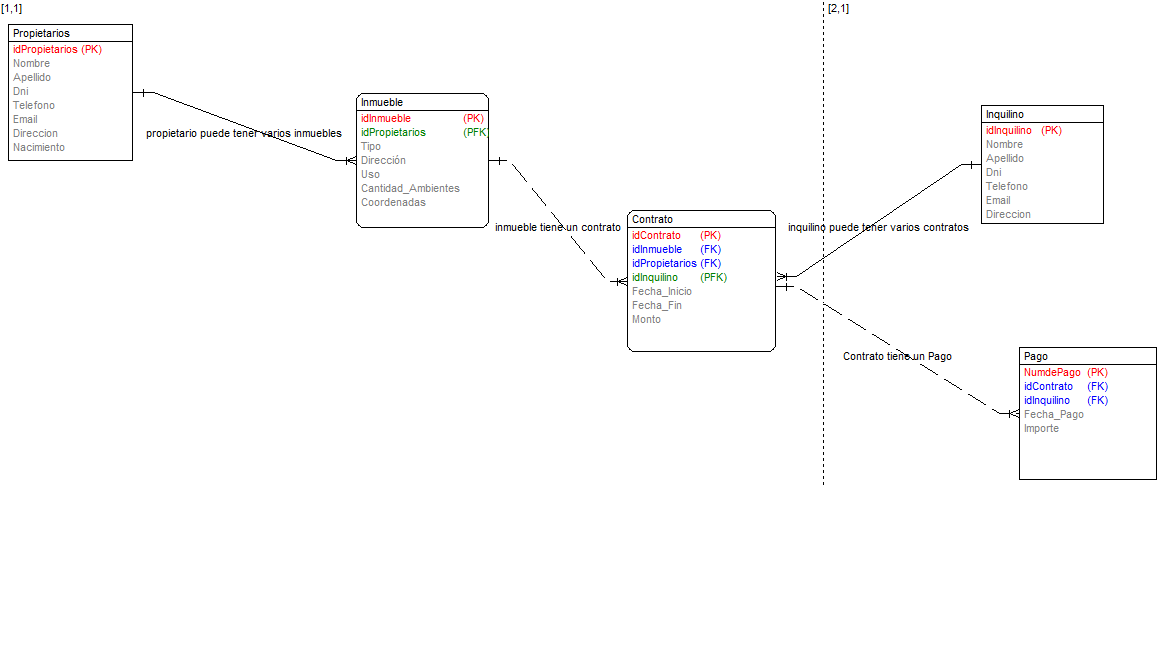 [1,1]
[2,1]
Propietarios
idPropietarios (PK)
Nombre
Apellido
Dni
Telefono
Email
Direccion
Nacimiento
propietario puede tener varios inmuebles
Inmueble
idInmueble (PK)
idPropietarios (PFK)
Tipo
Dirección
Uso
Cantidad_Ambientes
Coordenadas
inmueble tiene un contrato
Contrato
idContrato (PK)
idInmueble (FK)
idPropietarios (FK)
idInquilino (PFK)
Fecha_Inicio
Fecha_Fin
Monto
inquilino puede tener varios contratos
Inquilino
idInquilino (PK)
Nombre
Apellido
Dni
Telefono
Email
Direccion
Contrato tiene un Pago
Pago
NumdePago (PK)
idContrato (FK)
idInquilino (FK)
Fecha_Pago
Importe